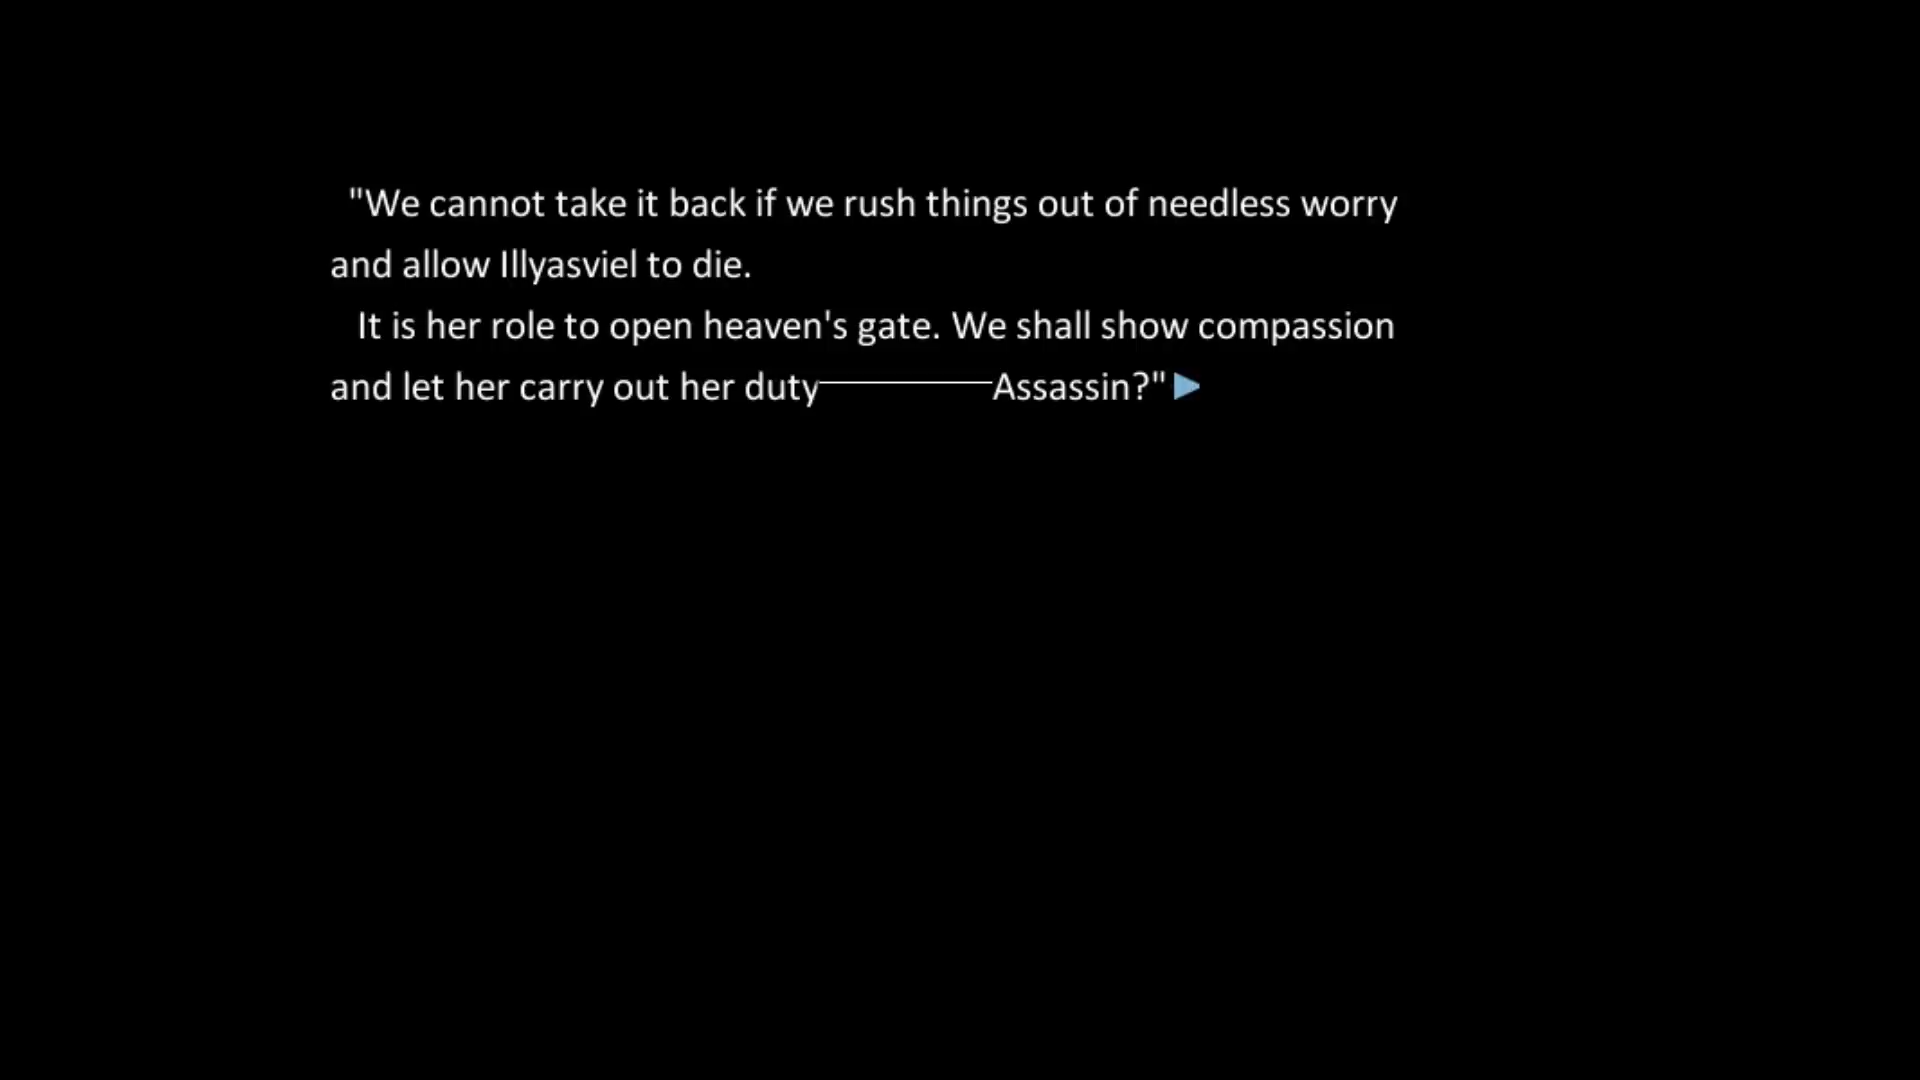 "We cannot take it back if we rush things out of needless worry
and allow Illyasviel to die.
It is her role to open heaven's gate. We shall show compassion
and let her carry out her duty————Assassin?"